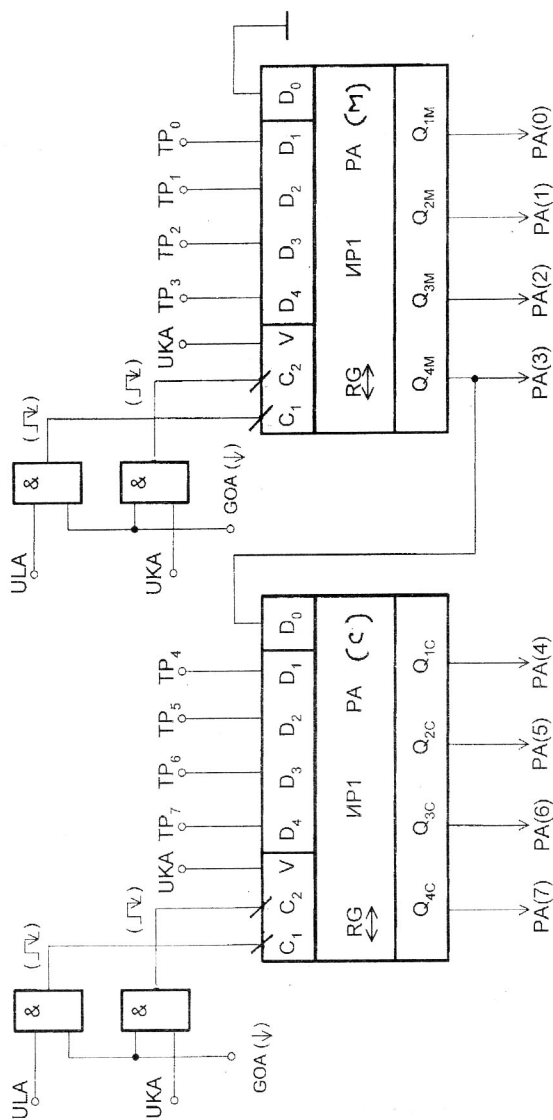 ULA
UKA
&
&
GOA (↓)
UKA
TP7
TP6
TP5
TP4
C1
C2
V
D4
D3
D2
D1
D0
RG
ИР1
РА (С)
Q4C
Q3C
Q2C
Q1C
PA(7)
PA(6)
PA(5)
PA(4)
ULA
UKA
&
&
GOA (↓)
UKA
TP3
TP2
TP1
TP0
C1
C2
V
D4
D3
D2
D1
D0
RG
ИР1
РА (М)
Q4M
Q3M
Q2M
Q1M
PA(3)
PA(2)
PA(1)
PA(0)